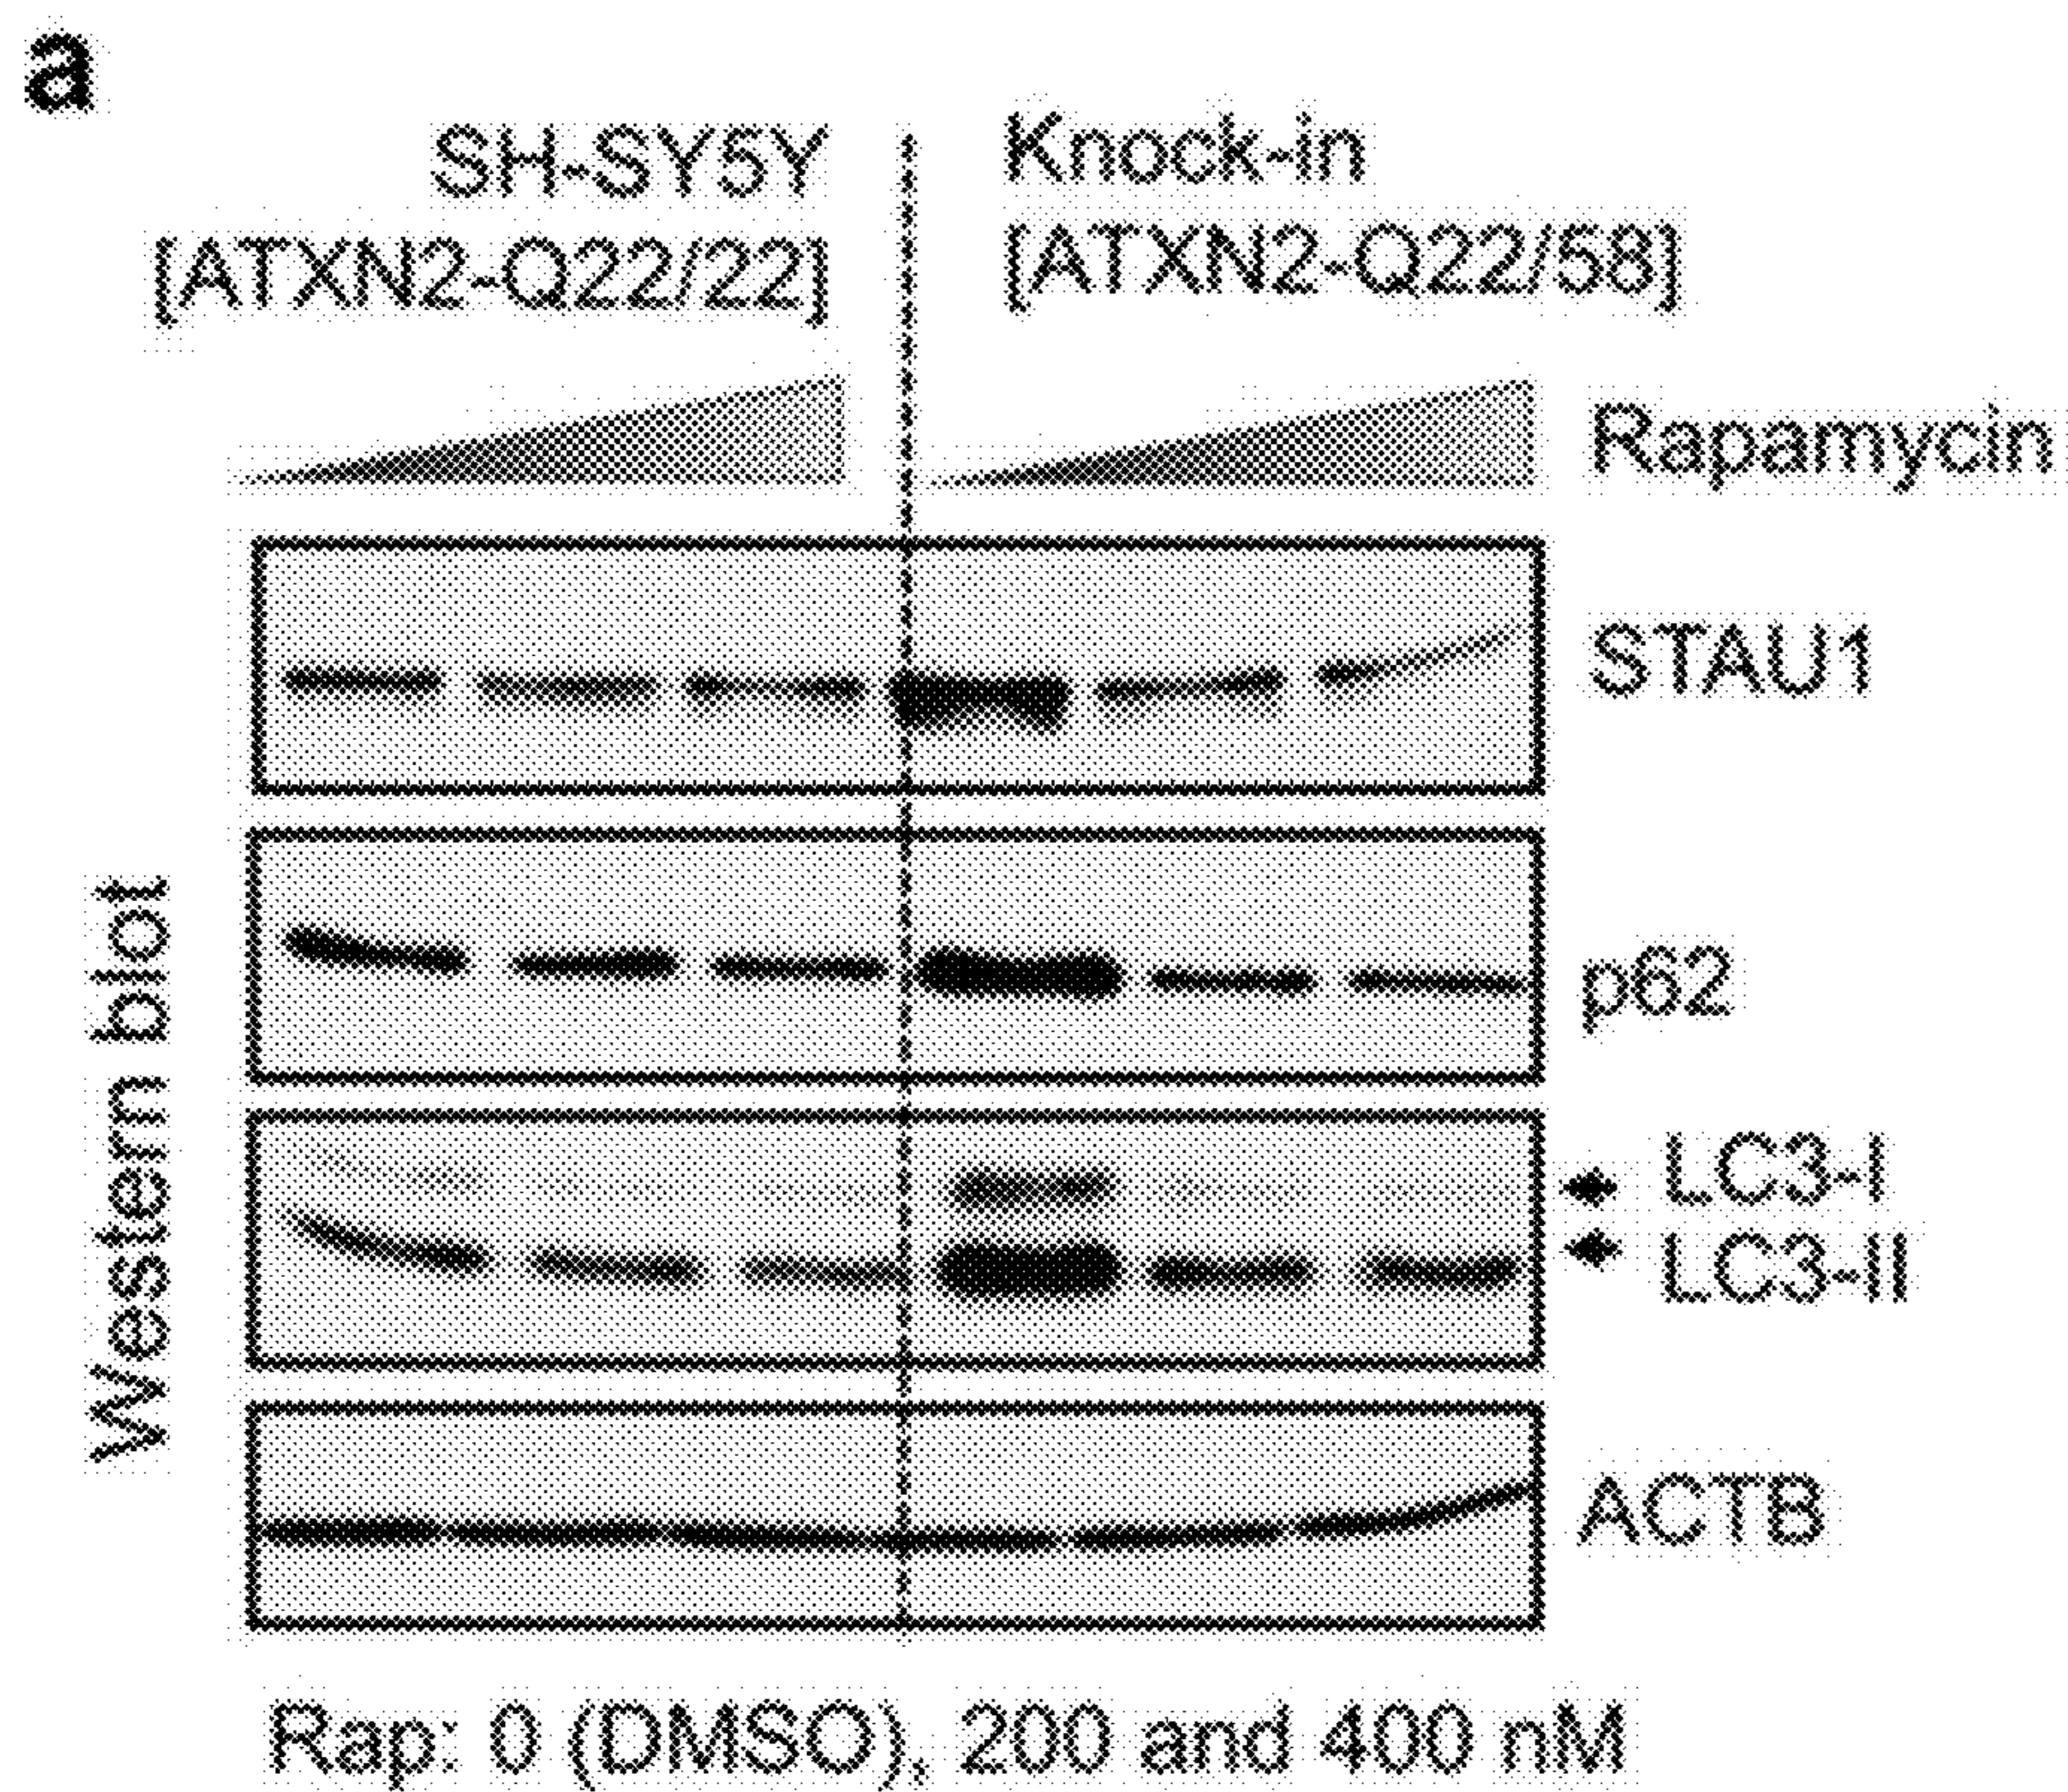 a
SH-SY5Y
[ATXN2-Q22/22]
Knock-in
[ATXN2-Q22/58]
Rapamycin
STAU1
p62
LC3-I
LC3-II
ACTB
Western blot
Rap: 0 (DMSO), 200 and 400 nM